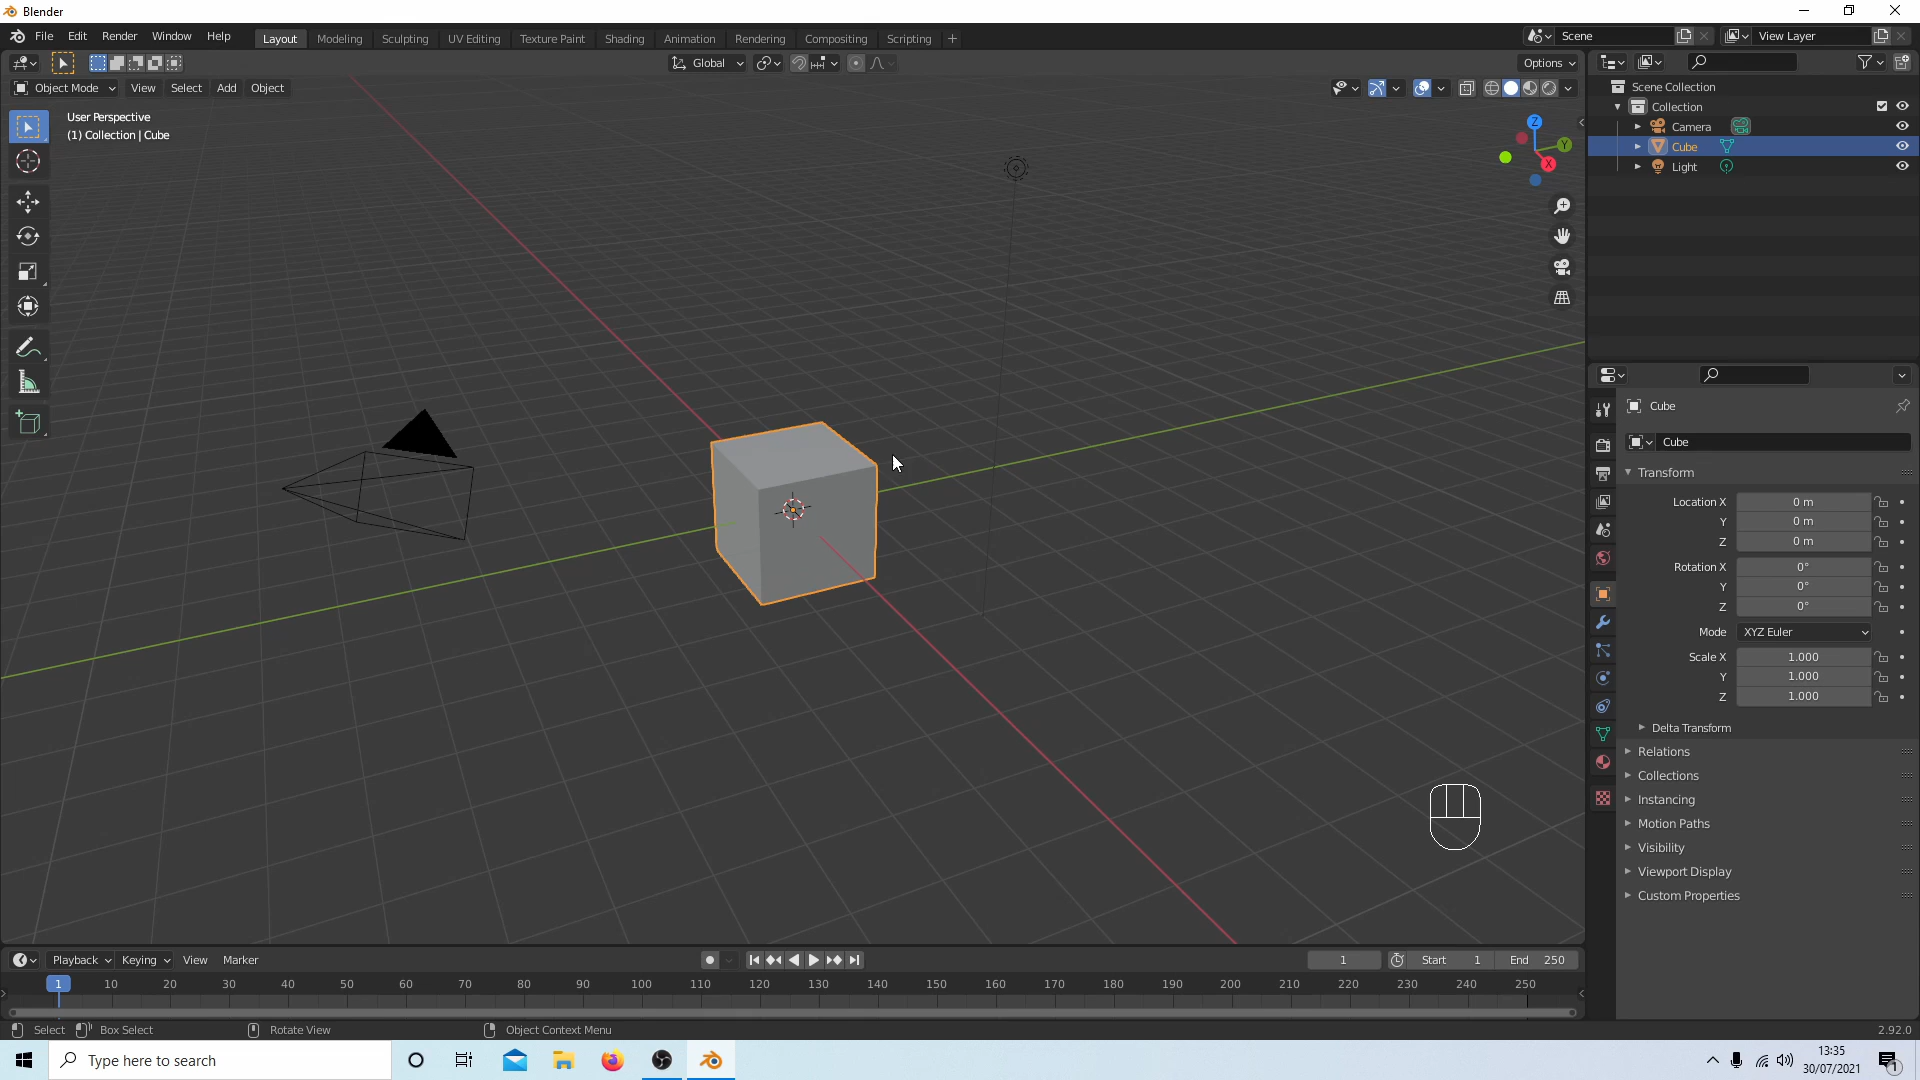 Blender
File Edit Render Window Help
Layout Modeling Sculpting UV Editing Texture Paint Shading Animation Rendering Compositing Scripting +
Scene
View Layer
Global
Options
Object Mode View Select Add Object
User Perspective
(1) Collection | Cube
Z
Y
X
Scene Collection
Collection
Camera
Cube
Light
Cube
Cube
Transform
Location X 0 m
Y 0 m
Z 0 m
Rotation X 0°
Y 0°
Z 0°
Mode XYZ Euler
Scale X 1.000
Y 1.000
Z 1.000
Delta Transform
Relations
Collections
Instancing
Motion Paths
Visibility
Viewport Display
Custom Properties
Playback Keying View Marker
1 Start 1 End 250
1 10 20 30 40 50 60 70 80 90 100 110 120 130 140 150 160 170 180 190 200 210 220 230 240 250
Select Box Select Rotate View Object Context Menu 2.92.0
Type here to search
13:35
30/07/2021
1